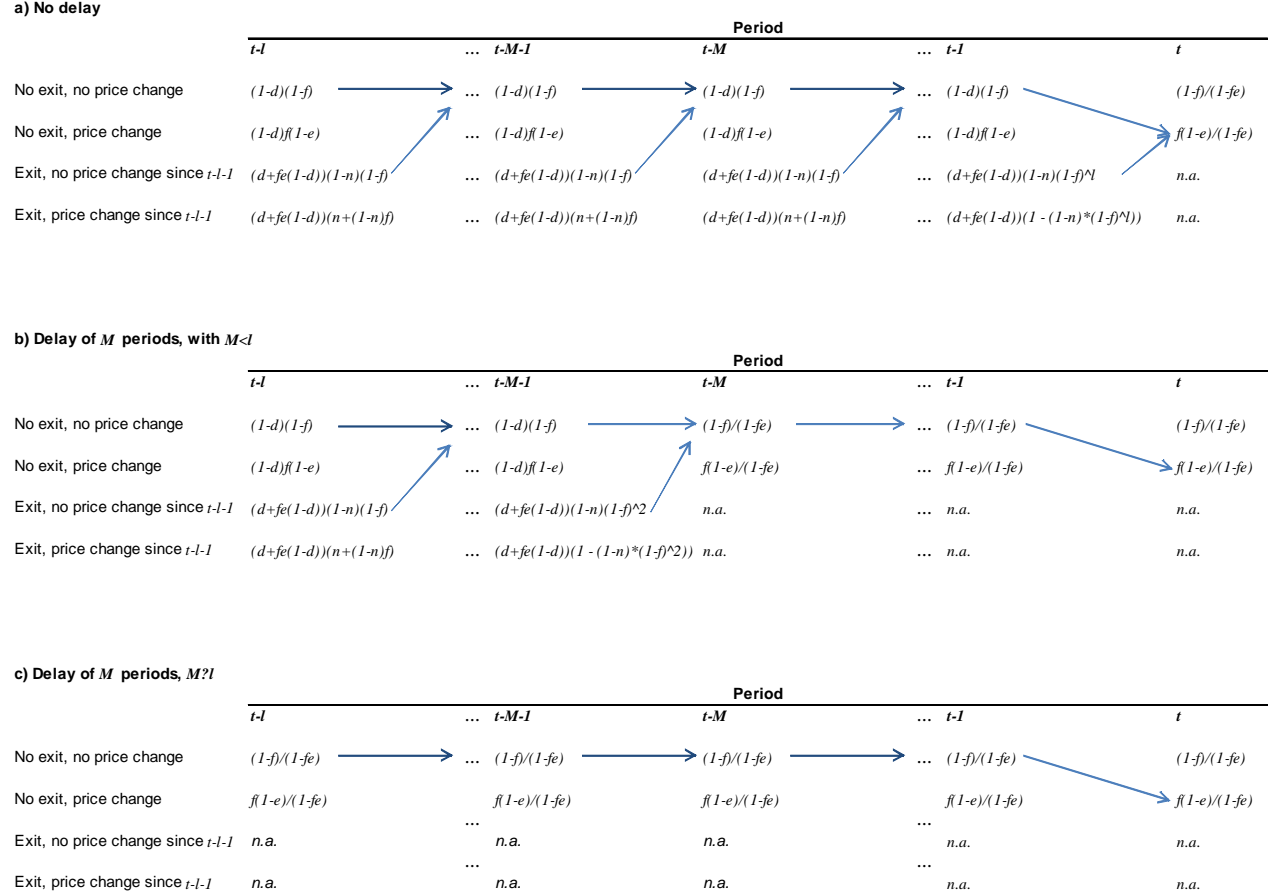 a) No delay
Period
t-l … t-M-1 t-M … t-1 t
No exit, no price change (1-d)(1-f) … (1-d)(1-f) (1-d)(1-f) … (1-d)(1-f) (1-f)/(1-fe)
No exit, price change (1-d)f(1-e) … (1-d)f(1-e) (1-d)f(1-e) … (1-d)f(1-e) f(1-e)/(1-fe)
Exit, no price change since t-l-1 (d+fe(1-d))(1-n)(1-f) … (d+fe(1-d))(1-n)(1-f) (d+fe(1-d))(1-n)(1-f) … (d+fe(1-d))(1-n)(1-f)^l n.a.
Exit, price change since t-l-1 (d+fe(1-d))(n+(1-n)f) … (d+fe(1-d))(n+(1-n)f) (d+fe(1-d))(n+(1-n)f) … (d+fe(1-d))(1 - (1-n)*(1-f)^l)) n.a.
b) Delay of M periods, with M<l
Period
t-l … t-M-1 t-M … t-1 t
No exit, no price change (1-d)(1-f) … (1-d)(1-f) (1-f)/(1-fe) … (1-f)/(1-fe) (1-f)/(1-fe)
No exit, price change (1-d)f(1-e) … (1-d)f(1-e) f(1-e)/(1-fe) … f(1-e)/(1-fe) f(1-e)/(1-fe)
Exit, no price change since t-l-1 (d+fe(1-d))(1-n)(1-f) … (d+fe(1-d))(1-n)(1-f)^2 n.a. … n.a. n.a.
Exit, price change since t-l-1 (d+fe(1-d))(n+(1-n)f) … (d+fe(1-d))(1 - (1-n)*(1-f)^2)) n.a. … n.a. n.a.
c) Delay of M periods, M?l
Period
t-l … t-M-1 t-M … t-1 t
No exit, no price change (1-f)/(1-fe) … (1-f)/(1-fe) (1-f)/(1-fe) … (1-f)/(1-fe) (1-f)/(1-fe)
No exit, price change f(1-e)/(1-fe) f(1-e)/(1-fe) f(1-e)/(1-fe) f(1-e)/(1-fe) f(1-e)/(1-fe)
… …
Exit, no price change since t-l-1 n.a. n.a. n.a. n.a. n.a.
… …
Exit, price change since t-l-1 n.a. n.a. n.a. n.a. n.a.